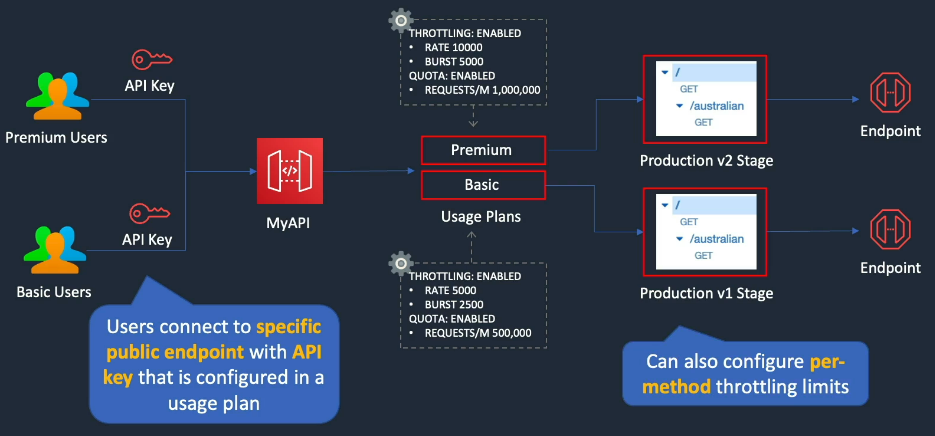 THROTTLING: ENABLED
• RATE 10000
• BURST 5000
QUOTA: ENABLED
• REQUESTS/M 1,000,000
API Key
Premium Users
API Key
Basic Users
MyAPI
Premium
Basic
Usage Plans
THROTTLING: ENABLED
• RATE 5000
• BURST 2500
QUOTA: ENABLED
• REQUESTS/M 500,000
/
GET
/australian
GET
Production v2 Stage
Endpoint
/
GET
/australian
GET
Production v1 Stage
Endpoint
Users connect to specific
public endpoint with API
key that is configured in a
usage plan
Can also configure per-
method throttling limits